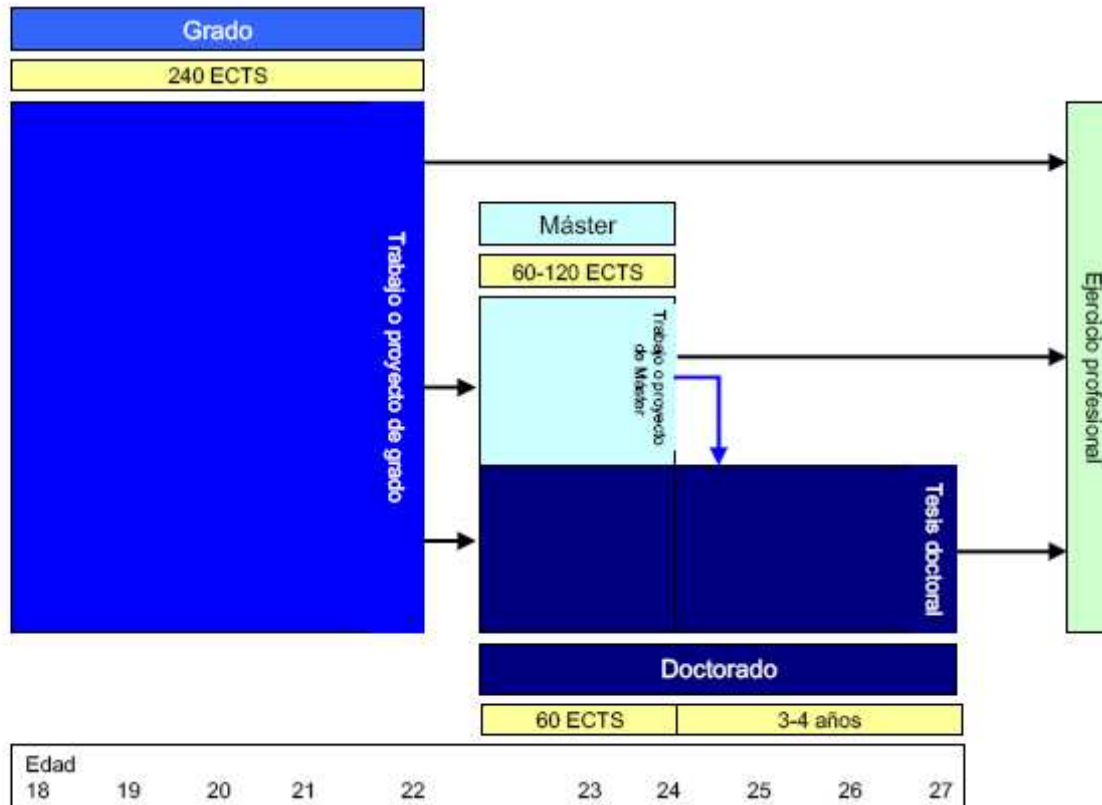 Grado
240 ECTS
Trabajo o proyecto de grado
Máster
60-120 ECTS
Trabajo o proyecto
de Máster
Tesis doctoral
Ejercicio profesional
Doctorado
60 ECTS
3-4 años
Edad
18 19 20 21 22 23 24 25 26 27